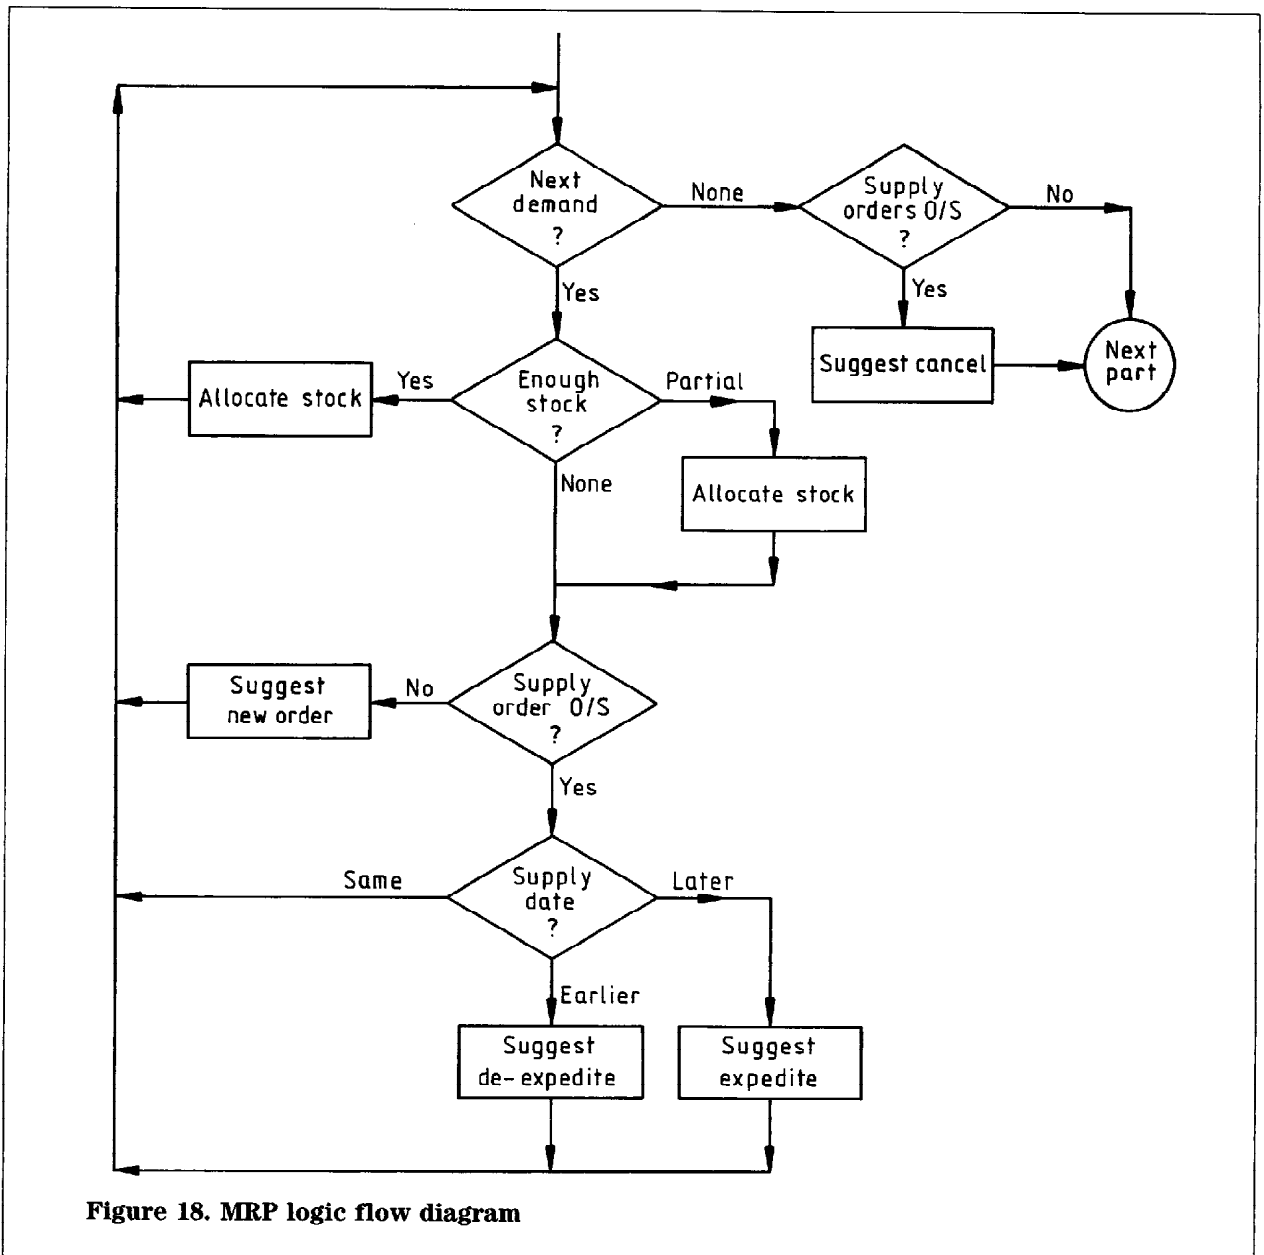 Next
demand
?
None
Supply
orders O/S
?
No
Yes
Yes
Suggest cancel
Next
part
Allocate stock
Yes
Enough
stock
?
Partial
None
Allocate stock
Suggest
new order
No
Supply
order O/S
?
Yes
Same
Supply
date
?
Later
Earlier
Suggest
de-expedite
Suggest
expedite
Figure 18. MRP logic flow diagram